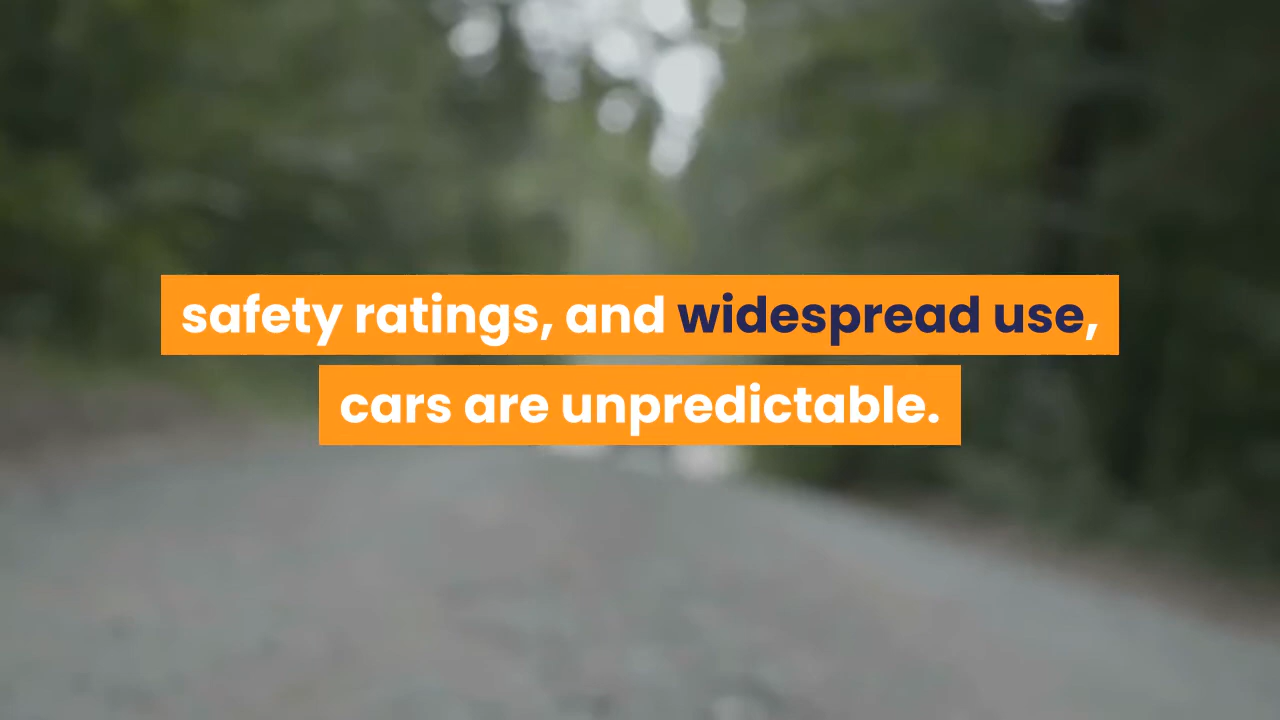 safety ratings, and widespread use,
cars are unpredictable.